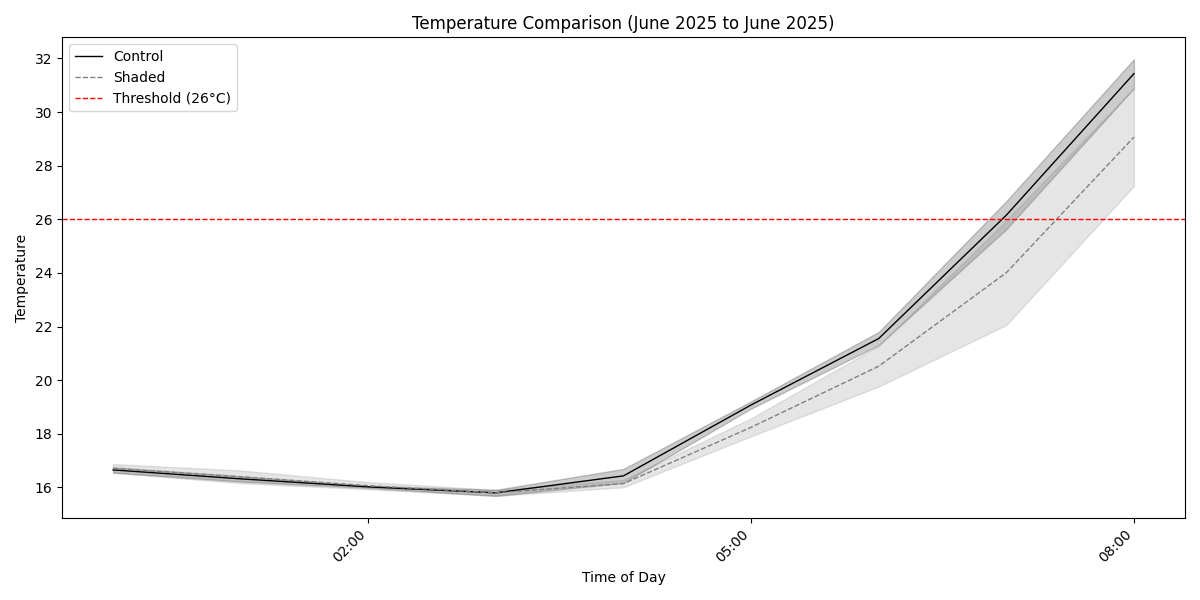 Temperature Comparison (June 2025 to June 2025)
Control
Shaded
Threshold (26°C)
32
30
28
26
24
22
20
18
16
Temperature
02:00
05:00
08:00
Time of Day